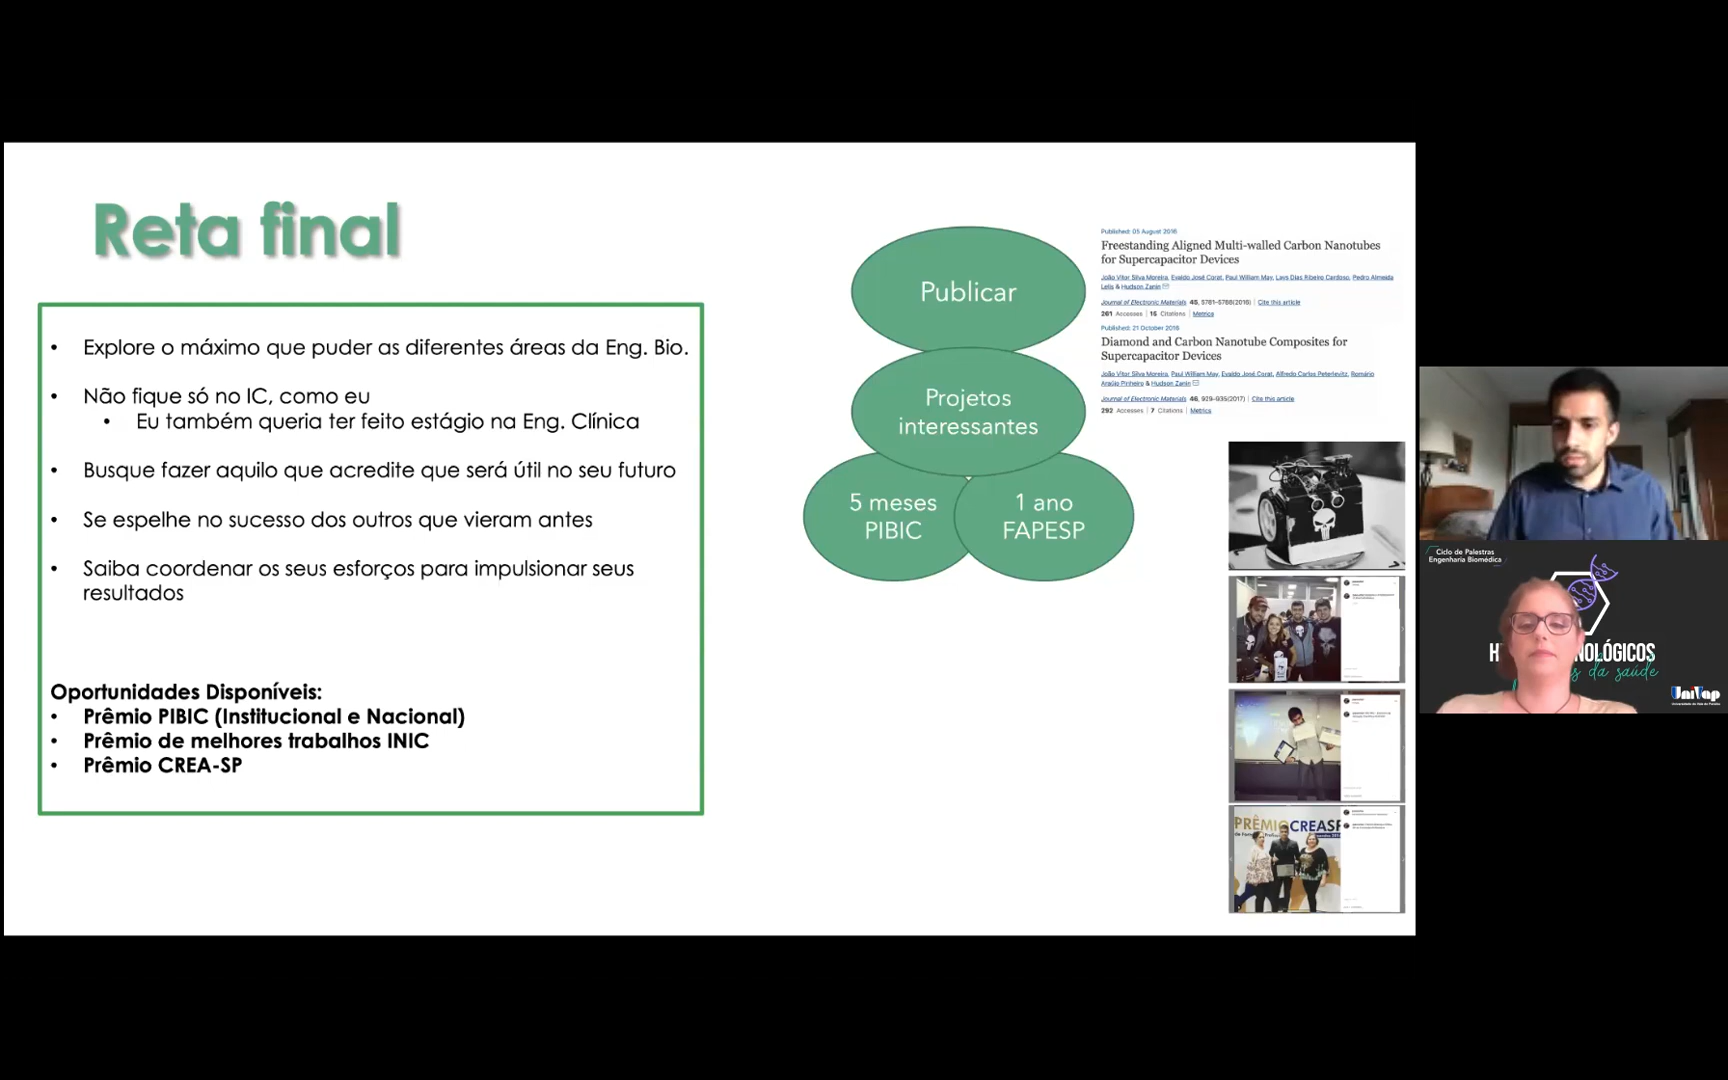 Reta final
• Explore o máximo que puder as diferentes áreas da Eng. Bio.
• Não fique só no IC, como eu
• Eu também queria ter feito estágio na Eng. Clínica
• Busque fazer aquilo que acredite que será útil no seu futuro
• Se espelhe no sucesso dos outros que vieram antes
• Saiba coordenar os seus esforços para impulsionar seus
resultados
Oportunidades Disponíveis:
• Prêmio PIBIC (Institucional e Nacional)
• Prêmio de melhores trabalhos INIC
• Prêmio CREA-SP
Publicar
Projetos
interessantes
5 meses
PIBIC
1 ano
FAPESP
Published: 05 August 2016
Freestanding Aligned Multi-walled Carbon Nanotubes
for Supercapacitor Devices
João Vitor Silva Moreira, Evaldo José Corat, Paul William May, Lays Dias Ribeiro Cardoso, Pedro Almeida
Lelis & Hudson Zanin
Journal of Electronic Materials 45, 5781–5788(2016) | Cite this article
261 Accesses | 15 Citations | Metrics
Published: 21 October 2016
Diamond and Carbon Nanotube Composites for
Supercapacitor Devices
João Vitor Silva Moreira, Paul William May, Evaldo José Corat, Alfredo Carlos Peterlevitz, Romário
Araújo Pinheiro & Hudson Zanin
Journal of Electronic Materials 46, 929–935(2017) | Cite this article
292 Accesses | 7 Citations | Metrics
PRÊMIO CREASP
Ciclo de Palestras
Engenharia Biomédica
NOLÓGICOS
da saúde
UniVap
Universidade do Vale do Paraíba